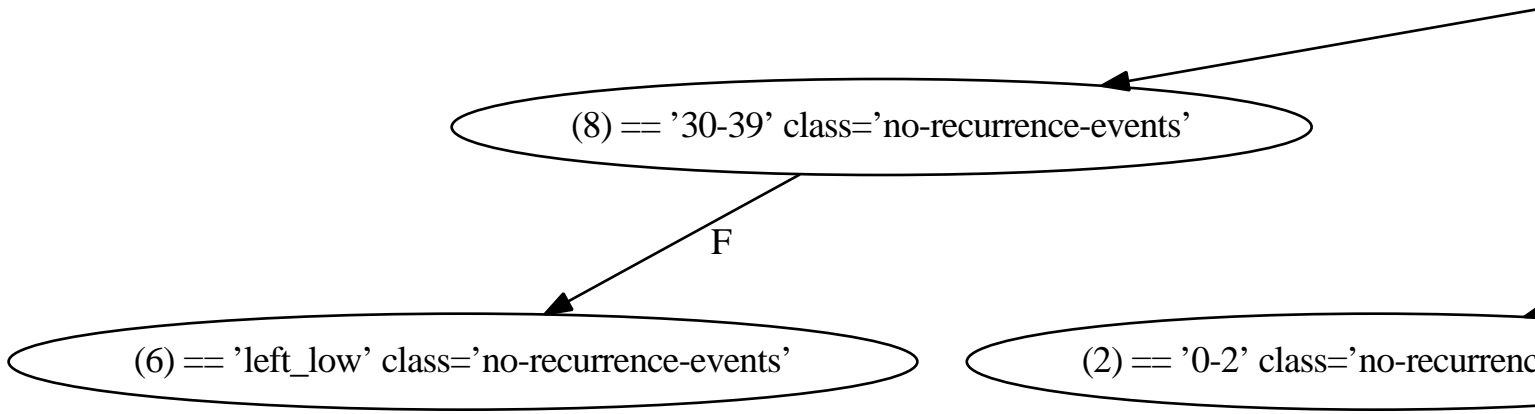 (8) == ’30-39’ class=’no-recurrence-events’
F
(6) == ’left_low’ class=’no-recurrence-events’
(2) == ’0-2’ class=’no-recurrenc